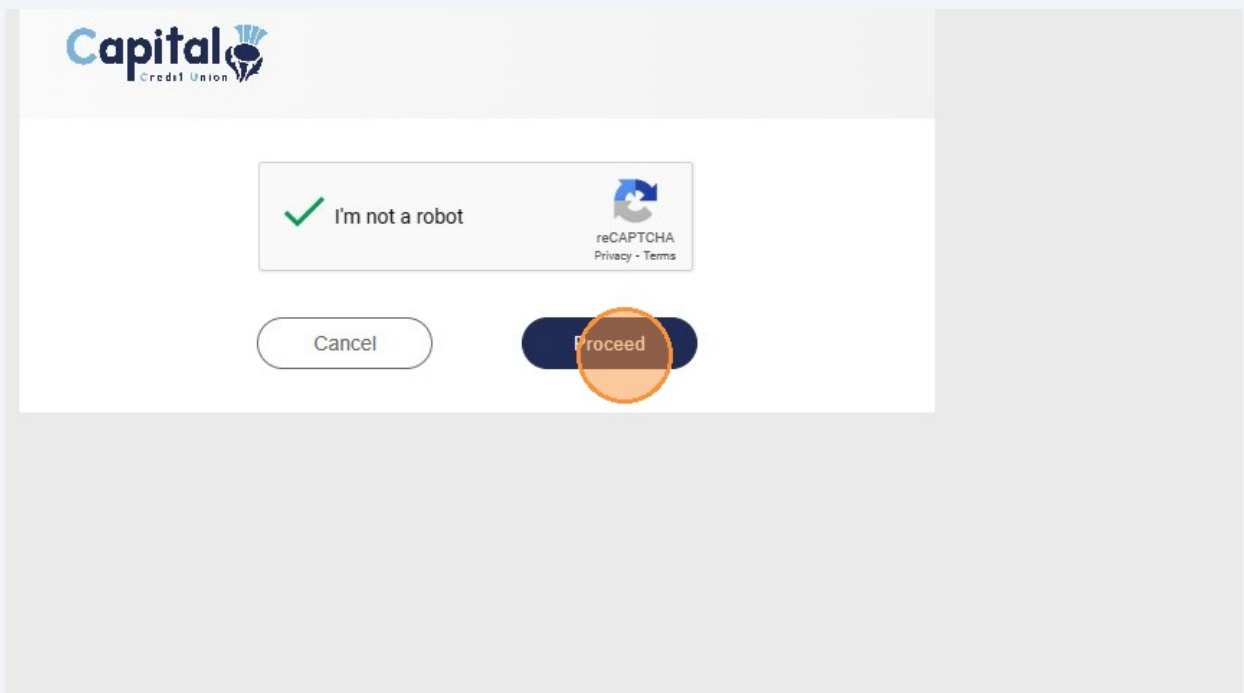 Capital
Credit Union
I'm not a robot
reCAPTCHA
Privacy - Terms
Cancel
Proceed